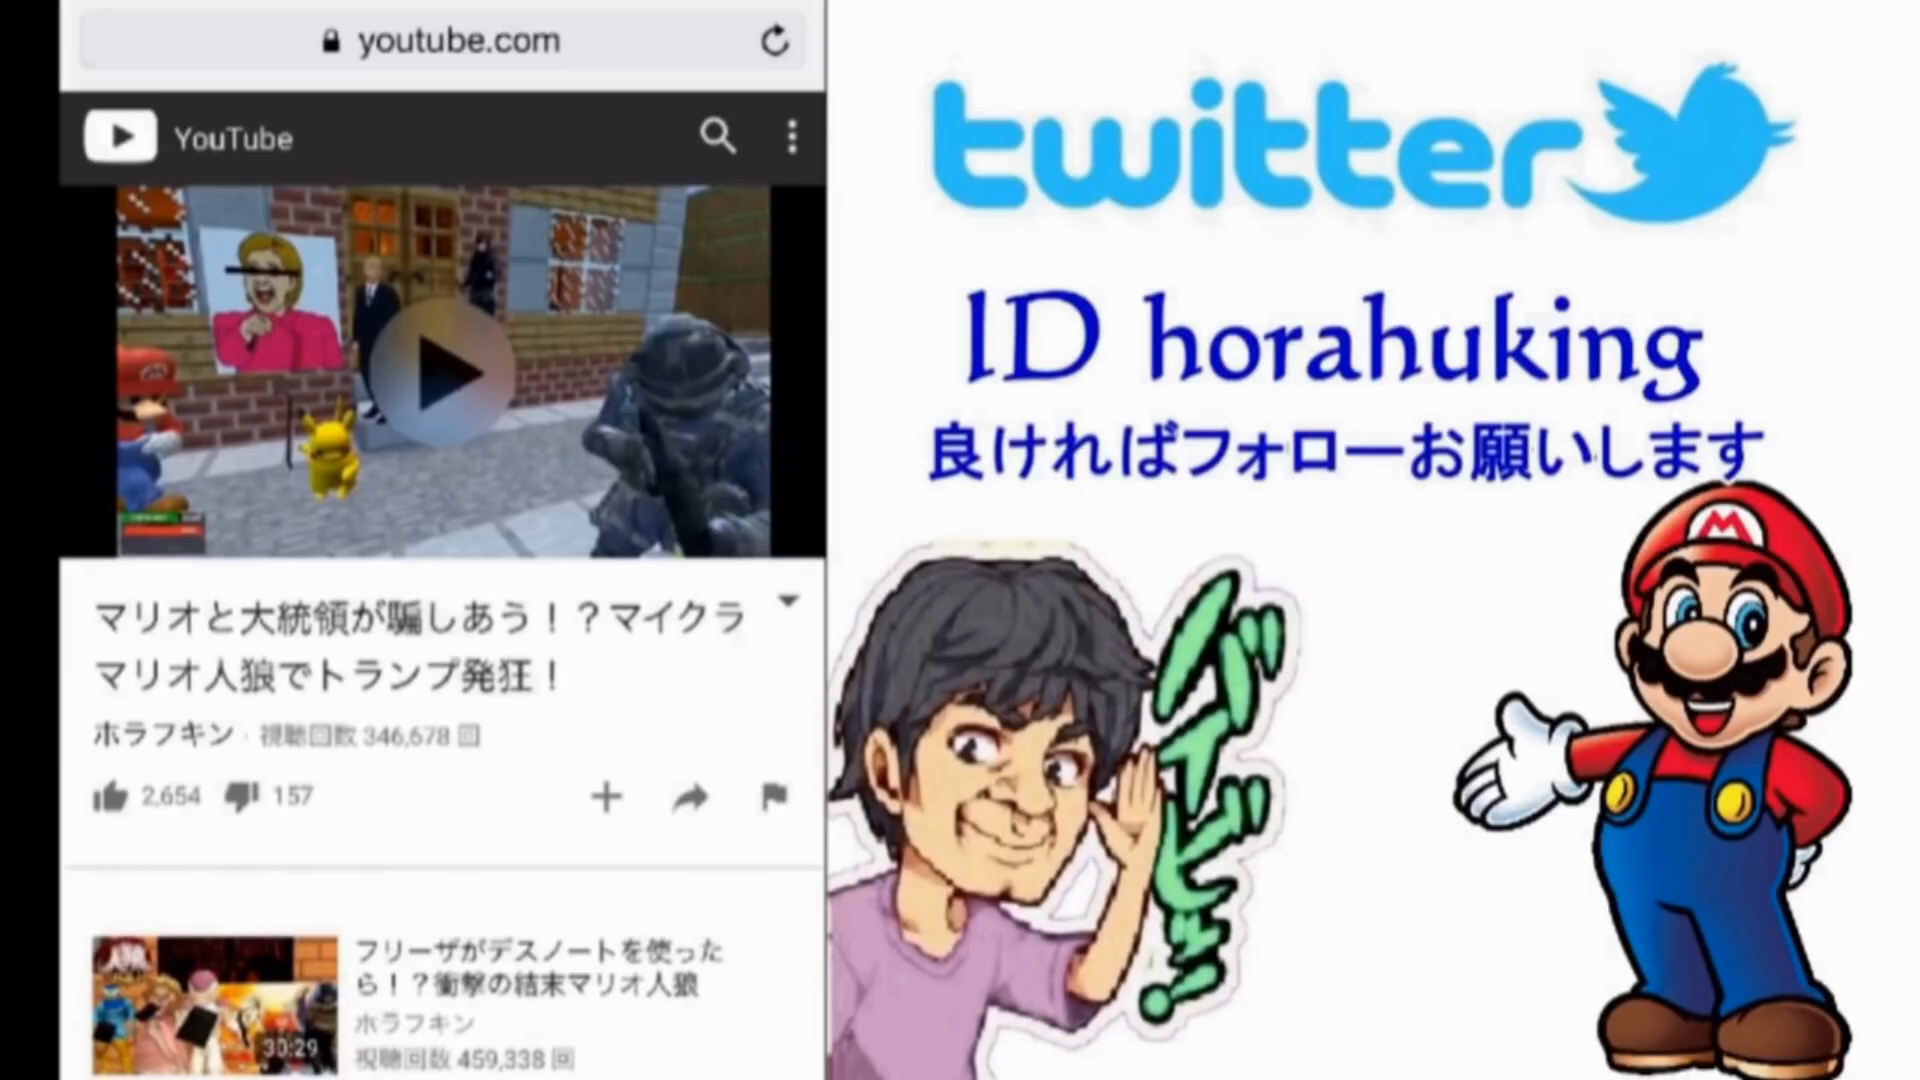 youtube.com
YouTube
マリオと大統領が騙しあう！？マイクラ
マリオ人狼でトランプ発狂！
ホラフキン · 視聴回数 346,678 回
2,654 157
フリーザがデスノートを使った
ら！？衝撃の結末マリオ人狼
ホラフキン
視聴回数 459,338 回
30:29
twitter
ID horahuking
良ければフォローお願いします
M